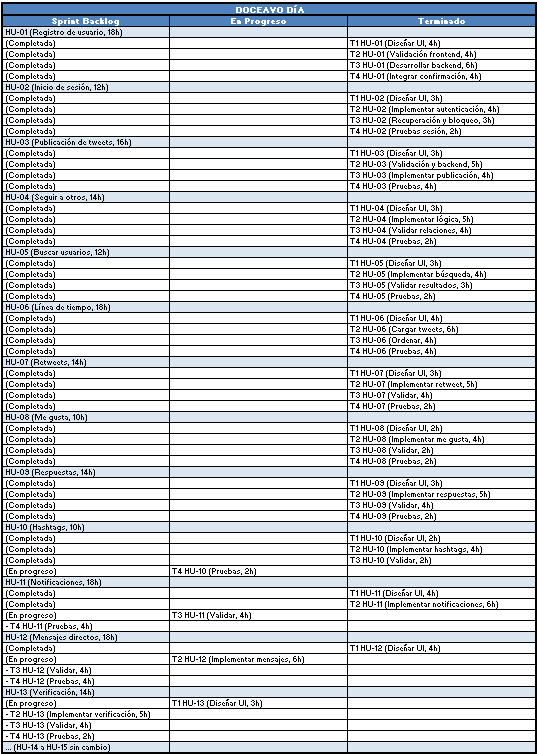 DOCEAVO DÍA
Sprint Backlog En Progreso Terminado
HU-01 (Registro de usuario, 18h)
(Completada) T1 HU-01 (Diseñar UI, 4h)
(Completada) T2 HU-01 (Validación frontend, 4h)
(Completada) T3 HU-01 (Desarrollar backend, 6h)
(Completada) T4 HU-01 (Integrar confirmación, 4h)
HU-02 (Inicio de sesión, 12h)
(Completada) T1 HU-02 (Diseñar UI, 3h)
(Completada) T2 HU-02 (Implementar autenticación, 4h)
(Completada) T3 HU-02 (Recuperación y bloqueo, 3h)
(Completada) T4 HU-02 (Pruebas sesión, 2h)
HU-03 (Publicación de tweets, 16h)
(Completada) T1 HU-03 (Diseñar UI, 3h)
(Completada) T2 HU-03 (Validación y backend, 5h)
(Completada) T3 HU-03 (Implementar publicación, 4h)
(Completada) T4 HU-03 (Pruebas, 4h)
HU-04 (Seguir a otros, 14h)
(Completada) T1 HU-04 (Diseñar UI, 3h)
(Completada) T2 HU-04 (Implementar lógica, 5h)
(Completada) T3 HU-04 (Validar relaciones, 4h)
(Completada) T4 HU-04 (Pruebas, 2h)
HU-05 (Buscar usuarios, 12h)
(Completada) T1 HU-05 (Diseñar UI, 3h)
(Completada) T2 HU-05 (Implementar búsqueda, 4h)
(Completada) T3 HU-05 (Validar resultados, 3h)
(Completada) T4 HU-05 (Pruebas, 2h)
HU-06 (Línea de tiempo, 18h)
(Completada) T1 HU-06 (Diseñar UI, 4h)
(Completada) T2 HU-06 (Cargar tweets, 6h)
(Completada) T3 HU-06 (Ordenar, 4h)
(Completada) T4 HU-06 (Pruebas, 4h)
HU-07 (Retweets, 14h)
(Completada) T1 HU-07 (Diseñar UI, 3h)
(Completada) T2 HU-07 (Implementar retweet, 5h)
(Completada) T3 HU-07 (Validar, 4h)
(Completada) T4 HU-07 (Pruebas, 2h)
HU-08 (Me gusta, 10h)
(Completada) T1 HU-08 (Diseñar UI, 2h)
(Completada) T2 HU-08 (Implementar me gusta, 4h)
(Completada) T3 HU-08 (Validar, 2h)
(Completada) T4 HU-08 (Pruebas, 2h)
HU-09 (Respuestas, 14h)
(Completada) T1 HU-09 (Diseñar UI, 3h)
(Completada) T2 HU-09 (Implementar respuestas, 5h)
(Completada) T3 HU-09 (Validar, 4h)
(Completada) T4 HU-09 (Pruebas, 2h)
HU-10 (Hashtags, 10h)
(Completada) T1 HU-10 (Diseñar UI, 2h)
(Completada) T2 HU-10 (Implementar hashtags, 4h)
(Completada) T3 HU-10 (Validar, 2h)
(En progreso) T4 HU-10 (Pruebas, 2h)
HU-11 (Notificaciones, 18h)
(Completada) T1 HU-11 (Diseñar UI, 4h)
(Completada) T2 HU-11 (Implementar notificaciones, 6h)
(En progreso) T3 HU-11 (Validar, 4h)
- T4 HU-11 (Pruebas, 4h)
HU-12 (Mensajes directos, 18h)
(Completada) T1 HU-12 (Diseñar UI, 4h)
(En progreso) T2 HU-12 (Implementar mensajes, 6h)
- T3 HU-12 (Validar, 4h)
- T4 HU-12 (Pruebas, 4h)
HU-13 (Verificación, 14h)
(En progreso) T1 HU-13 (Diseñar UI, 3h)
- T2 HU-13 (Implementar verificación, 5h)
- T3 HU-13 (Validar, 4h)
- T4 HU-13 (Pruebas, 2h)
... (HU-14 a HU-15 sin cambio)